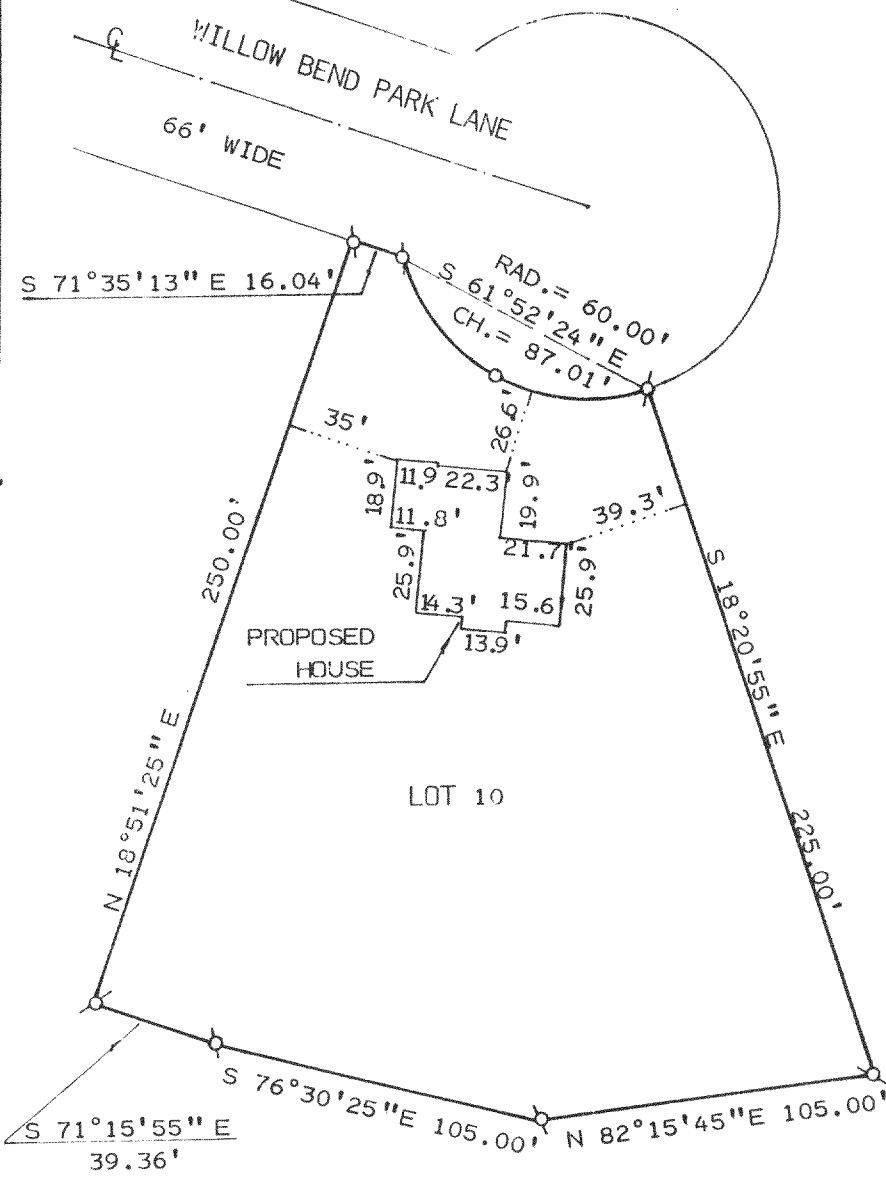 ℄
WILLOW BEND PARK LANE
66' WIDE
S 71°35'13" E 16.04'
RAD.= 60.00'
S 61°52'24" E
CH.= 87.01'
35'
26.6'
11.9
22.3'
18.9'
19.9'
39.3'
11.8'
21.7'
25.9'
25.9'
14.3'
15.6
13.9'
250.00'
PROPOSED
HOUSE
S 18°20'55" E
N 18°51'25" E
LOT 10
225.00'
S 76°30'25"E 105.00'
N 82°15'45"E 105.00'
S 71°15'55" E
39.36'